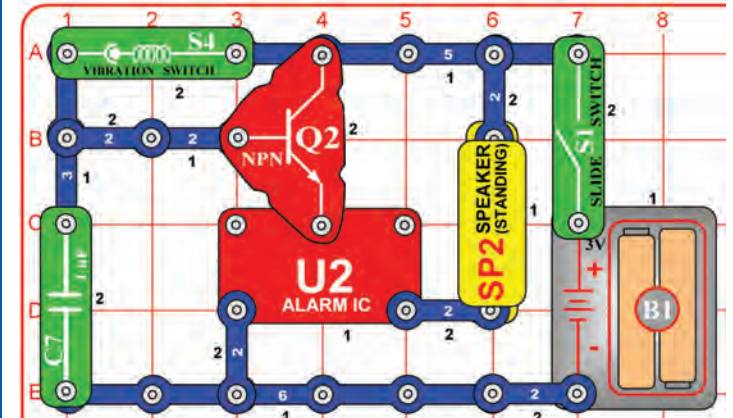 1 2 3 4 5 6 7 8
A
S4
VIBRATION SWITCH
2
5
1
2
2
S1
SLIDE SWITCH
2
B
2
2
2
1
NPN
Q2
2
SP2
SPEAKER
(STANDING)
1
3
1
C
1
3V
+
-
B1
C7
2
U2
ALARM IC
1
D
2
2
2
2
E
6
1
2
2